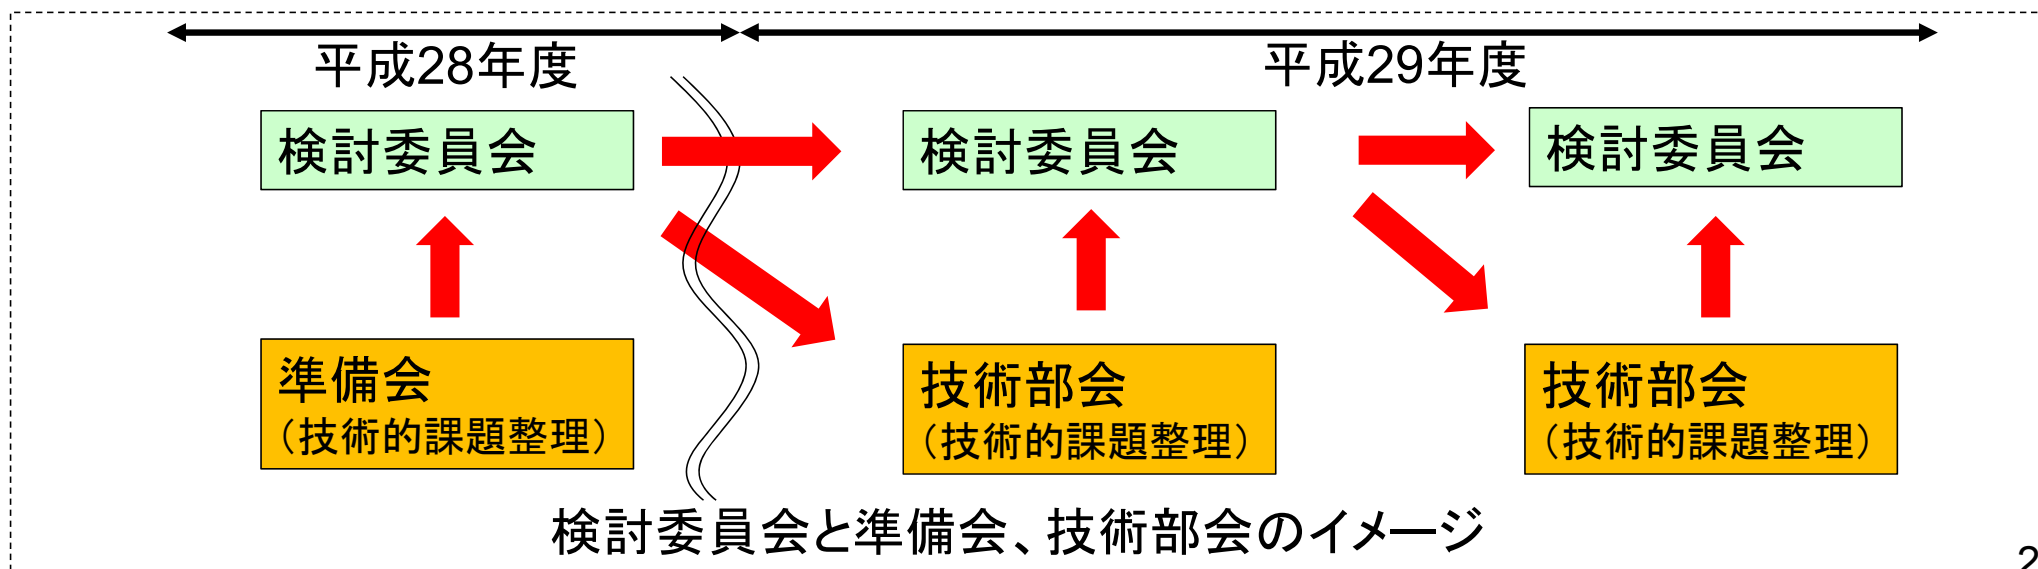 平成28年度
平成29年度
検討委員会
検討委員会
検討委員会
準備会
（技術的課題整理）
技術部会
（技術的課題整理）
技術部会
（技術的課題整理）
検討委員会と準備会、技術部会のイメージ
2